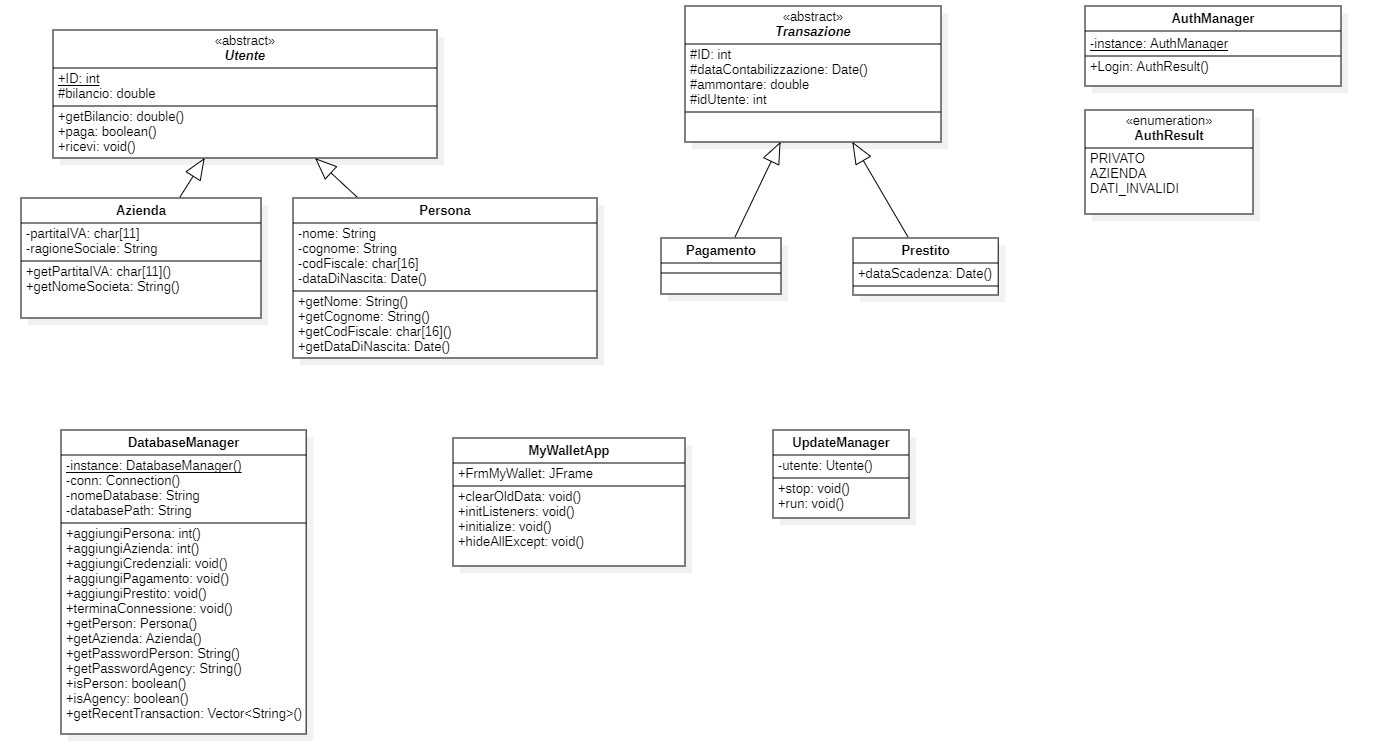 «abstract»
Utente
+ID: int
#bilancio: double
+getBilancio: double()
+paga: boolean()
+ricevi: void()
Azienda
-partitaIVA: char[11]
-ragioneSociale: String
+getPartitaIVA: char[11]()
+getNomeSocieta: String()
Persona
-nome: String
-cognome: String
-codFiscale: char[16]
-dataDiNascita: Date()
+getNome: String()
+getCognome: String()
+getCodFiscale: char[16]()
+getDataDiNascita: Date()
«abstract»
Transazione
#ID: int
#dataContabilizzazione: Date()
#ammontare: double
#idUtente: int
Pagamento
Prestito
+dataScadenza: Date()
AuthManager
-instance: AuthManager
+Login: AuthResult()
«enumeration»
AuthResult
PRIVATO
AZIENDA
DATI_INVALIDI
DatabaseManager
-instance: DatabaseManager()
-conn: Connection()
-nomeDatabase: String
-databasePath: String
+aggiungiPersona: int()
+aggiungiAzienda: int()
+aggiungiCredenziali: void()
+aggiungiPagamento: void()
+aggiungiPrestito: void()
+terminaConnessione: void()
+getPerson: Persona()
+getAzienda: Azienda()
+getPasswordPerson: String()
+getPasswordAgency: String()
+isPerson: boolean()
+isAgency: boolean()
+getRecentTransaction: Vector<String>()
MyWalletApp
+FrmMyWallet: JFrame
+clearOldData: void()
+initListeners: void()
+initialize: void()
+hideAllExcept: void()
UpdateManager
-utente: Utente()
+stop: void()
+run: void()